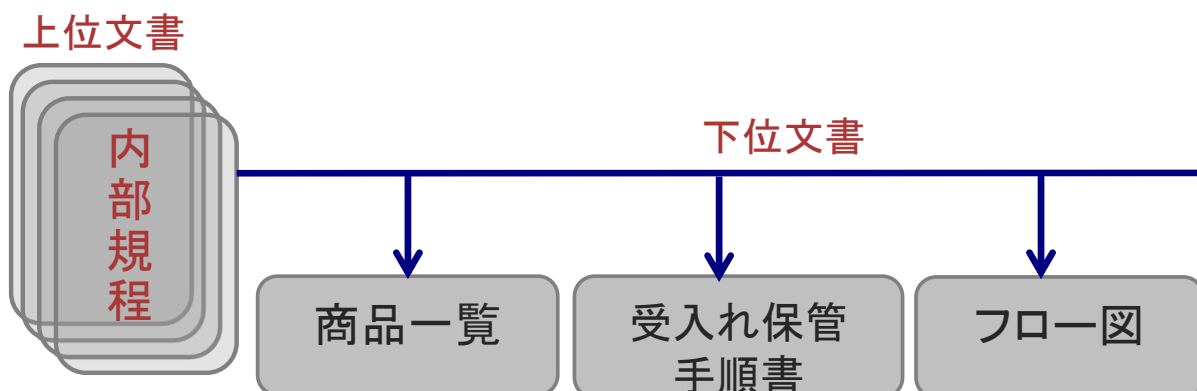 上位文書
内部規程
下位文書
商品一覧
受入れ保管
手順書
フロー図